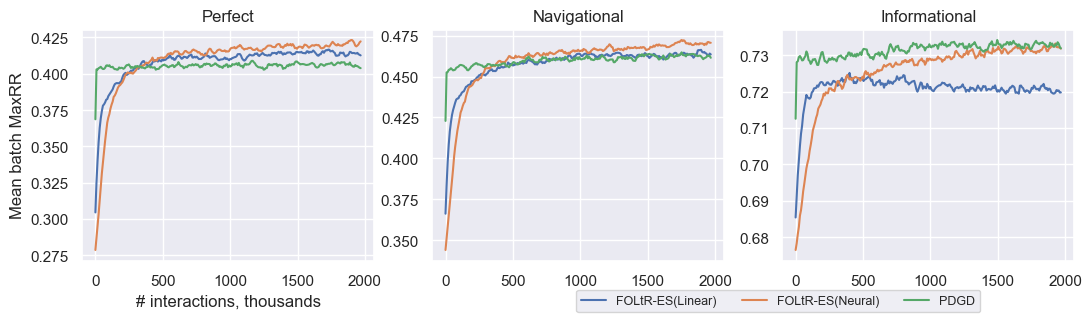 Perfect
Navigational
Informational
Mean batch MaxRR
0.425
0.400
0.375
0.350
0.325
0.300
0.275
0 500 1000 1500 2000
# interactions, thousands
0.475
0.450
0.425
0.400
0.375
0.350
0 500 1000 1500 2000
0.73
0.72
0.71
0.70
0.69
0.68
0 500 1000 1500 2000
FOLtR-ES(Linear) FOLtR-ES(Neural) PDGD